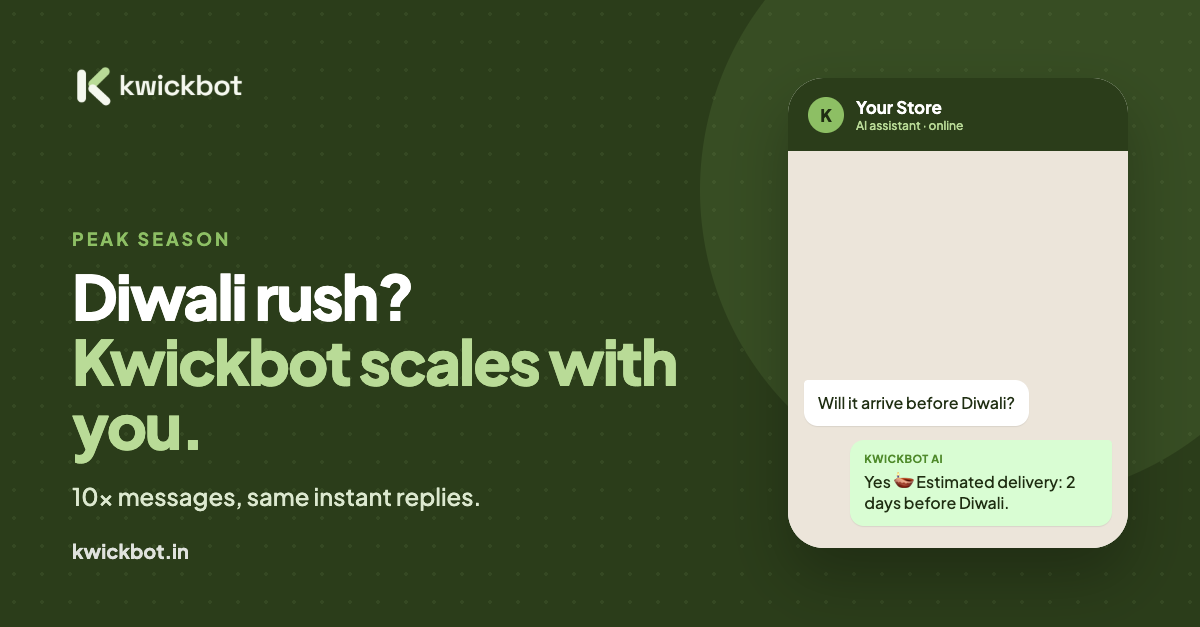 kwickbot
PEAK SEASON
Diwali rush?
Kwickbot scales with
you.
10× messages, same instant replies.
kwickbot.in
K
Your Store
AI assistant · online
Will it arrive before Diwali?
KWICKBOT AI
Yes 🪔 Estimated delivery: 2
days before Diwali.